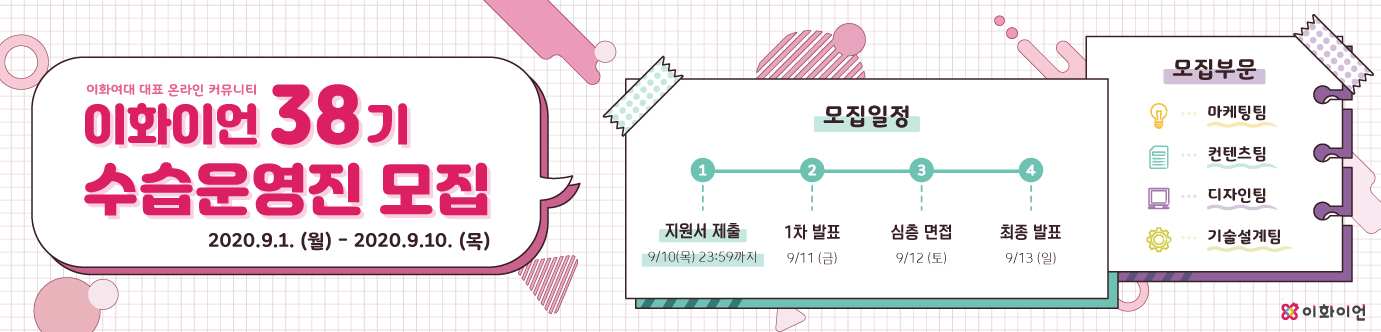 이화여대 대표 온라인 커뮤니티
이화이언 38기
수습운영진 모집
2020.9.1. (월) - 2020.9.10. (목)
모집일정
1 2 3 4
지원서 제출 1차 발표 심층 면접 최종 발표
9/10(목) 23:59까지 9/11 (금) 9/12 (토) 9/13 (일)
모집부문
마케팅팀
컨텐츠팀
디자인팀
기술설계팀
이화이언